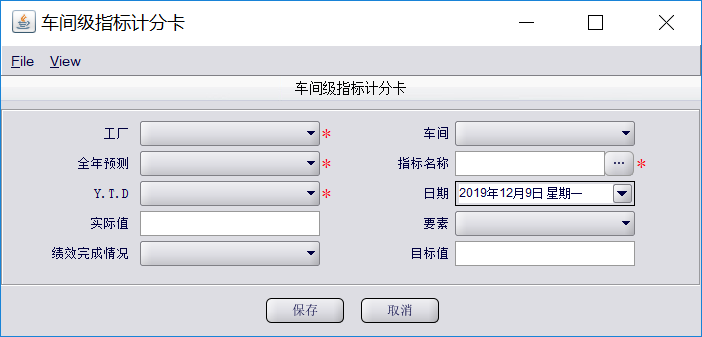 车间级指标计分卡
File View
车间级指标计分卡
工厂 * 车间
全年预测 * 指标名称 ... *
Y.T.D * 日期 2019年12月9日 星期一
实际值 要素
绩效完成情况 目标值
保存 取消